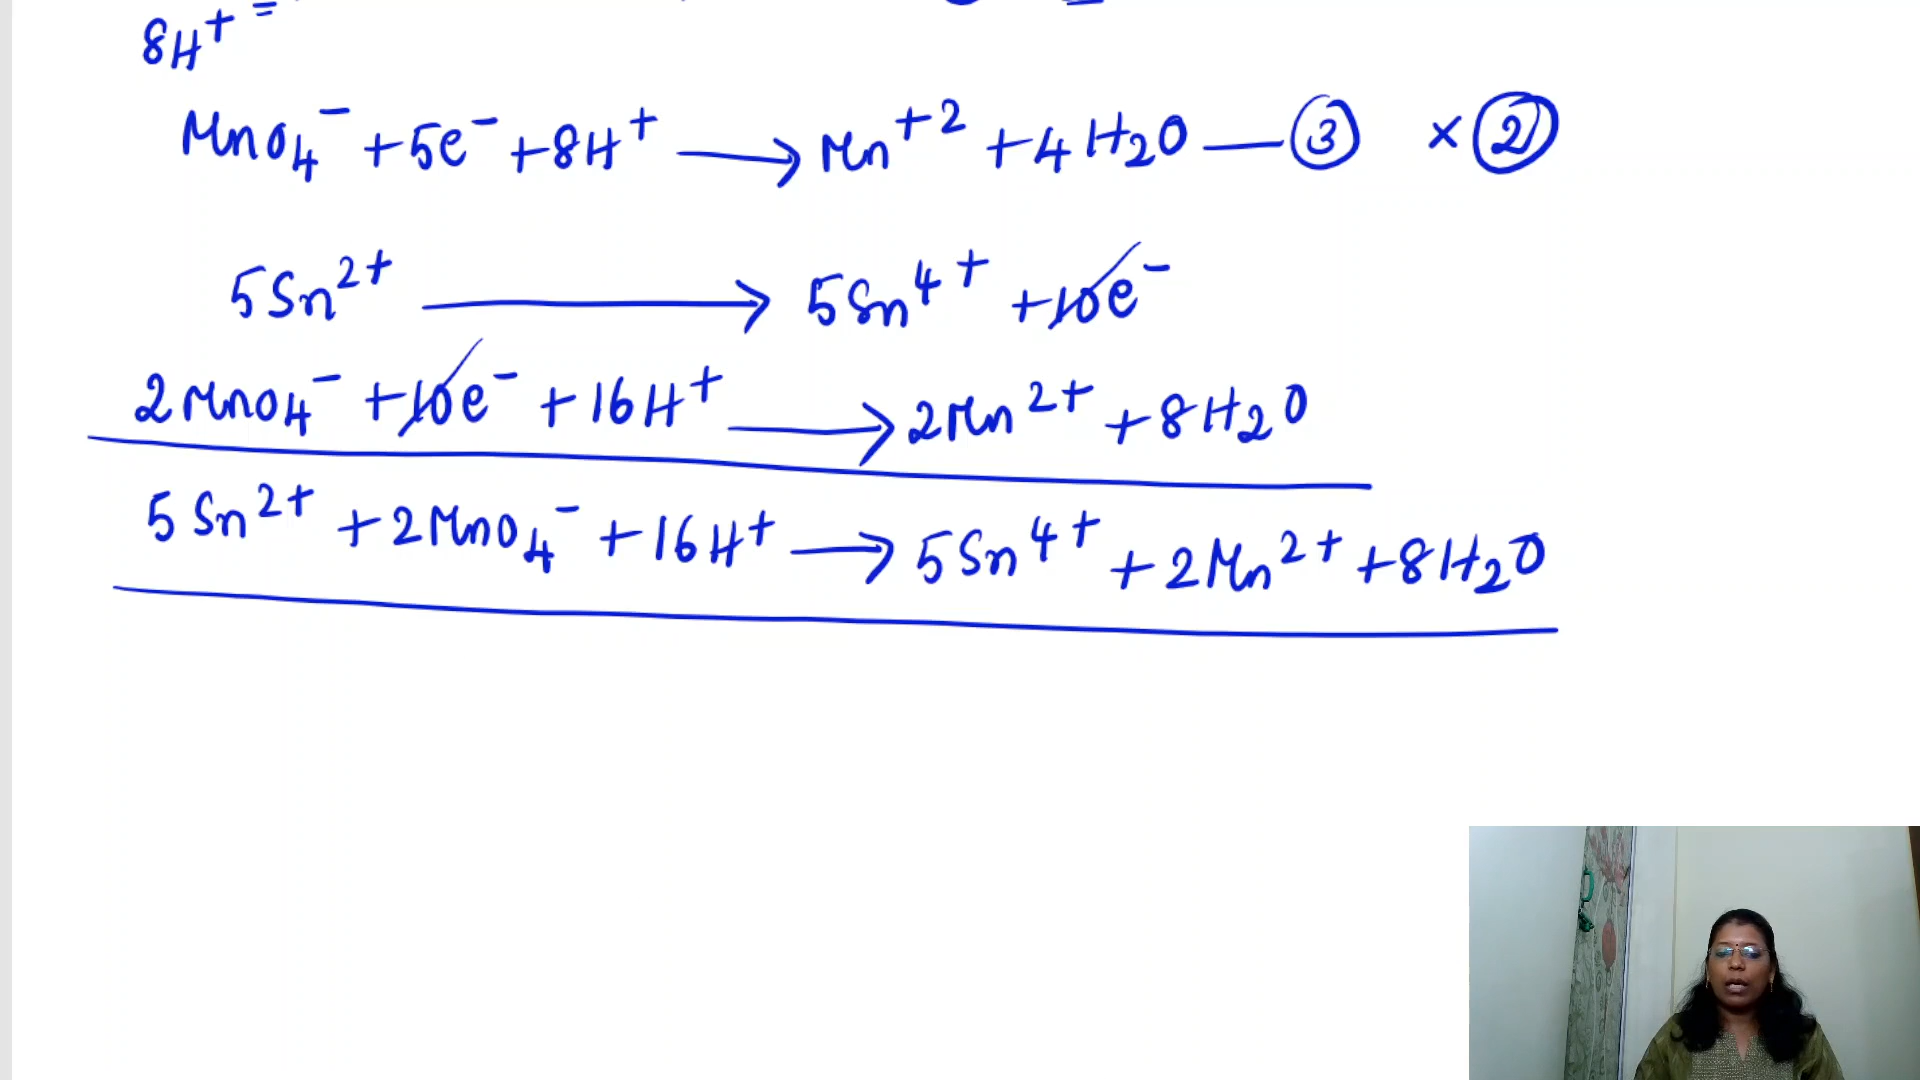 8H⁺ =
MnO₄⁻ + 5e⁻ + 8H⁺ ⟶ Mn⁺² + 4H₂O — ③ × ②
5Sn²⁺ ⟶ 5Sn⁴⁺ + 10e⁻
2MnO₄⁻ + 10e⁻ + 16H⁺ ⟶ 2Mn²⁺ + 8H₂O
5Sn²⁺ + 2MnO₄⁻ + 16H⁺ ⟶ 5Sn⁴⁺ + 2Mn²⁺ + 8H₂O